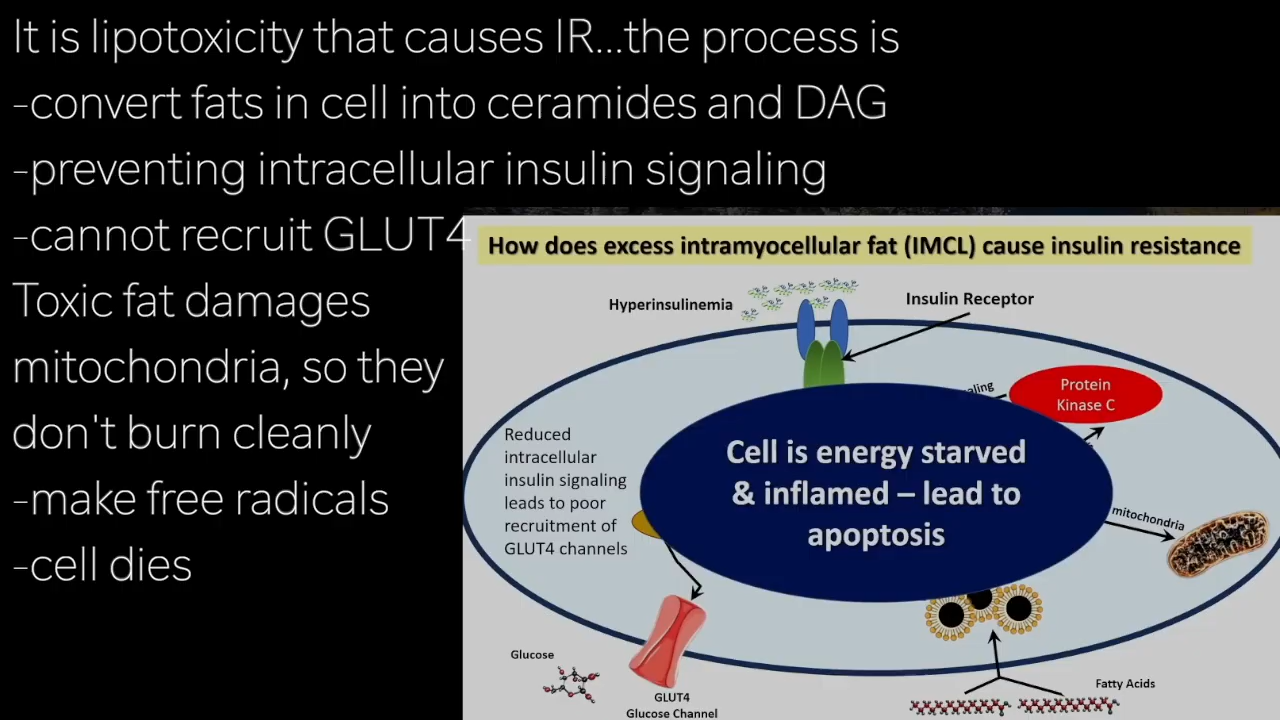 It is lipotoxicity that causes IR...the process is
-convert fats in cell into ceramides and DAG
-preventing intracellular insulin signaling
-cannot recruit GLUT4
Toxic fat damages
mitochondria, so they
don't burn cleanly
-make free radicals
-cell dies
How does excess intramyocellular fat (IMCL) cause insulin resistance
Hyperinsulinemia
Insulin Receptor
Protein
Kinase C
Reduced
intracellular
insulin signaling
leads to poor
recruitment of
GLUT4 channels
Cell is energy starved
& inflamed – lead to
apoptosis
mitochondria
Glucose
GLUT4
Glucose Channel
Fatty Acids